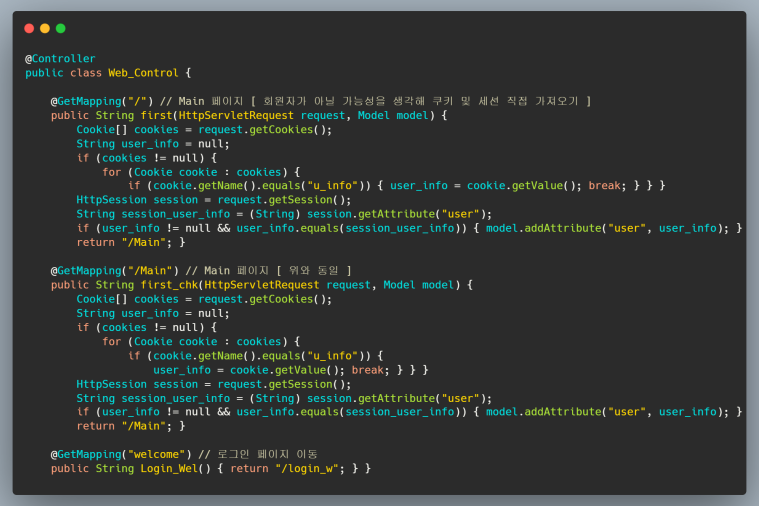 @Controller
public class Web_Control {
@GetMapping("/") // Main 페이지 [ 회원자가 아닐 가능성을 생각해 쿠키 및 세션 직접 가져오기 ]
public String first(HttpServletRequest request, Model model) {
Cookie[] cookies = request.getCookies();
String user_info = null;
if (cookies != null) {
for (Cookie cookie : cookies) {
if (cookie.getName().equals("u_info")) { user_info = cookie.getValue(); break; } } }
HttpSession session = request.getSession();
String session_user_info = (String) session.getAttribute("user");
if (user_info != null && user_info.equals(session_user_info)) { model.addAttribute("user", user_info); }
return "/Main"; }
@GetMapping("/Main") // Main 페이지 [ 위와 동일 ]
public String first_chk(HttpServletRequest request, Model model) {
Cookie[] cookies = request.getCookies();
String user_info = null;
if (cookies != null) {
for (Cookie cookie : cookies) {
if (cookie.getName().equals("u_info")) {
user_info = cookie.getValue(); break; } } }
HttpSession session = request.getSession();
String session_user_info = (String) session.getAttribute("user");
if (user_info != null && user_info.equals(session_user_info)) { model.addAttribute("user", user_info); }
return "/Main"; }
@GetMapping("welcome") // 로그인 페이지 이동
public String Login_Wel() { return "/login_w"; } }